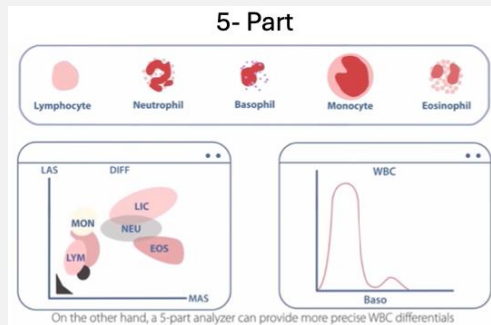 5- Part
Lymphocyte Neutrophil Basophil Monocyte Eosinophil
LAS DIFF
LIC
MON
NEU
LYM
EOS
MAS
WBC
Baso
On the other hand, a 5-part analyzer can provide more precise WBC differentials